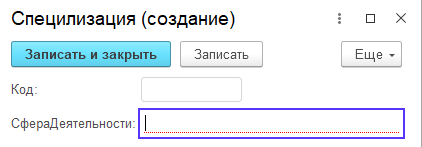 Специлизация (создание)
Записать и закрыть Записать Еще
Код:
СфераДеятельности: